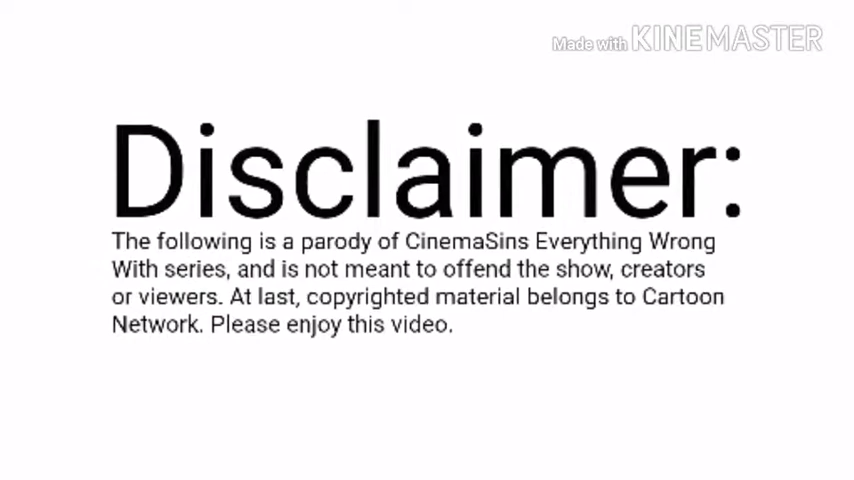 Made with KINEMASTER
Disclaimer:
The following is a parody of CinemaSins Everything Wrong
With series, and is not meant to offend the show, creators
or viewers. At last, copyrighted material belongs to Cartoon
Network. Please enjoy this video.